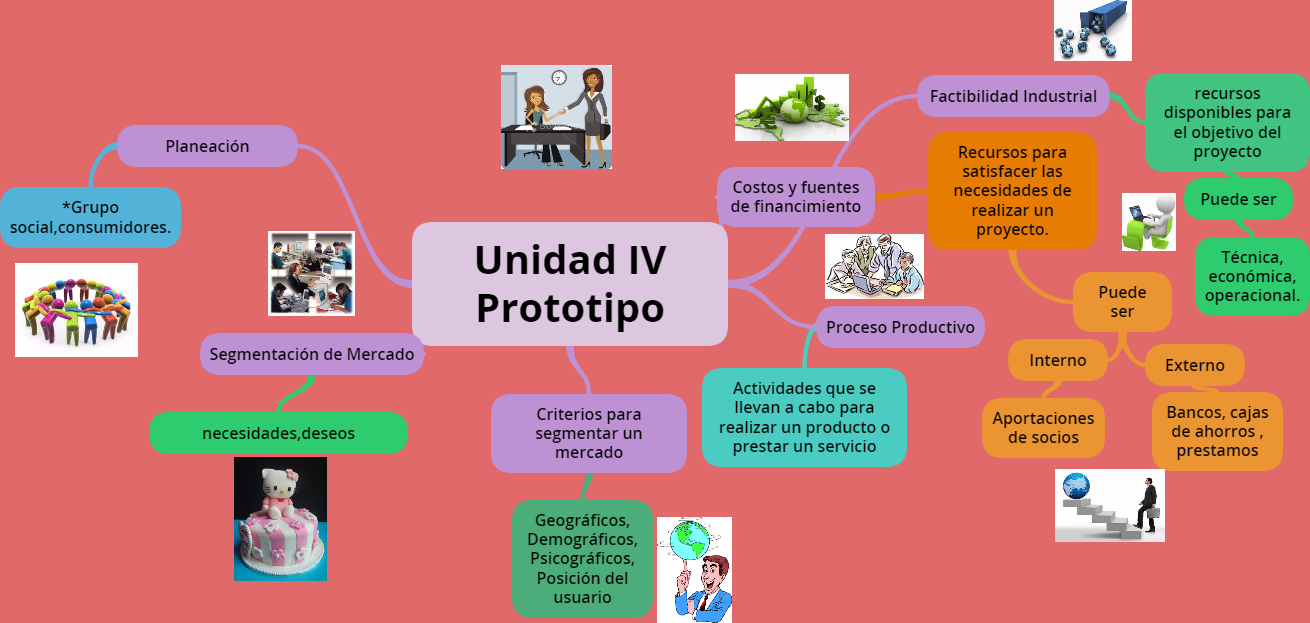 Unidad IV
Prototipo
Planeación
*Grupo
social,consumidores.
Segmentación de Mercado
necesidades,deseos
Criterios para
segmentar un
mercado
Geográficos,
Demográficos,
Psicográficos,
Posición del
usuario
Factibilidad Industrial
recursos
disponibles para
el objetivo del
proyecto
Puede ser
Técnica,
económica,
operacional.
Costos y fuentes
de financimiento
Recursos para
satisfacer las
necesidades de
realizar un
proyecto.
Puede
ser
Interno
Aportaciones
de socios
Externo
Bancos, cajas
de ahorros ,
prestamos
Proceso Productivo
Actividades que se
llevan a cabo para
realizar un producto o
prestar un servicio